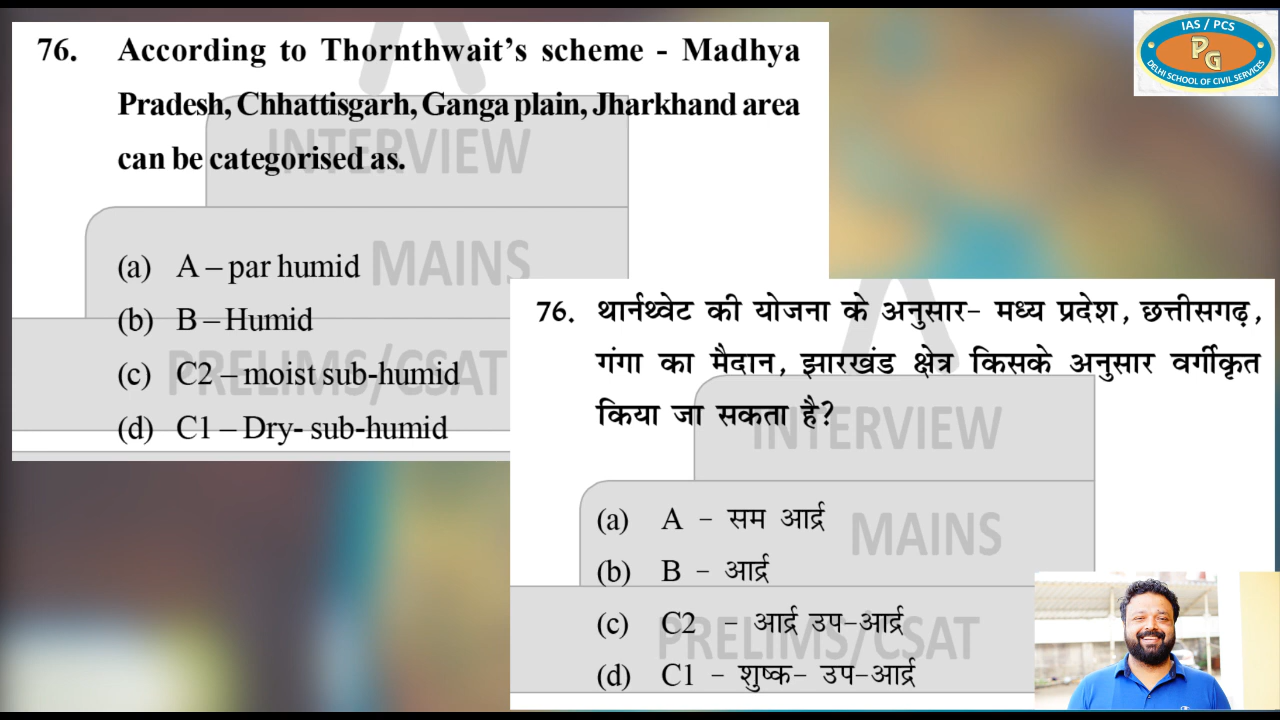 76. According to Thornthwait's scheme - Madhya
Pradesh, Chhattisgarh, Ganga plain, Jharkhand area
can be categorised as.
(a) A – par humid
(b) B – Humid
(c) C2 – moist sub-humid
(d) C1 – Dry- sub-humid
INTERVIEW
MAINS
PRELIMS/CSAT
IAS / PCS
PG
DELHI SCHOOL OF CIVIL SERVICES
76. थार्नथ्वेट की योजना के अनुसार- मध्य प्रदेश, छत्तीसगढ़,
गंगा का मैदान, झारखंड क्षेत्र किसके अनुसार वर्गीकृत
किया जा सकता है?
(a) A - सम आर्द्र
(b) B - आर्द्र
(c) C2 - आर्द्र उप-आर्द्र
(d) C1 - शुष्क- उप-आर्द्र
INTERVIEW
MAINS
PRELIMS/CSAT